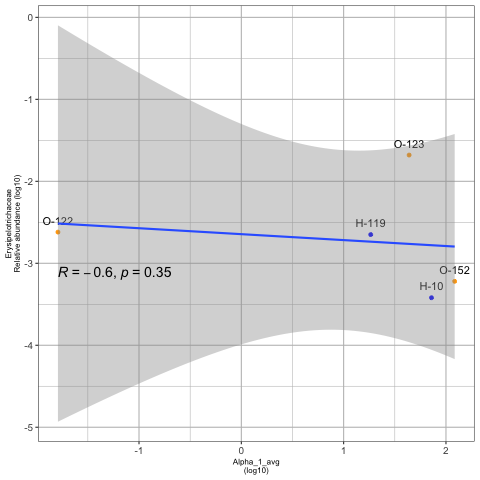 0
-1
-2
-3
-4
-5
Erysipelotrichaceae
Relative abundance (log10)
O-123
O-122
H-119
O-152
H-10
R = −0.6, p = 0.35
-1 0 1 2
Alpha_1_avg
(log10)